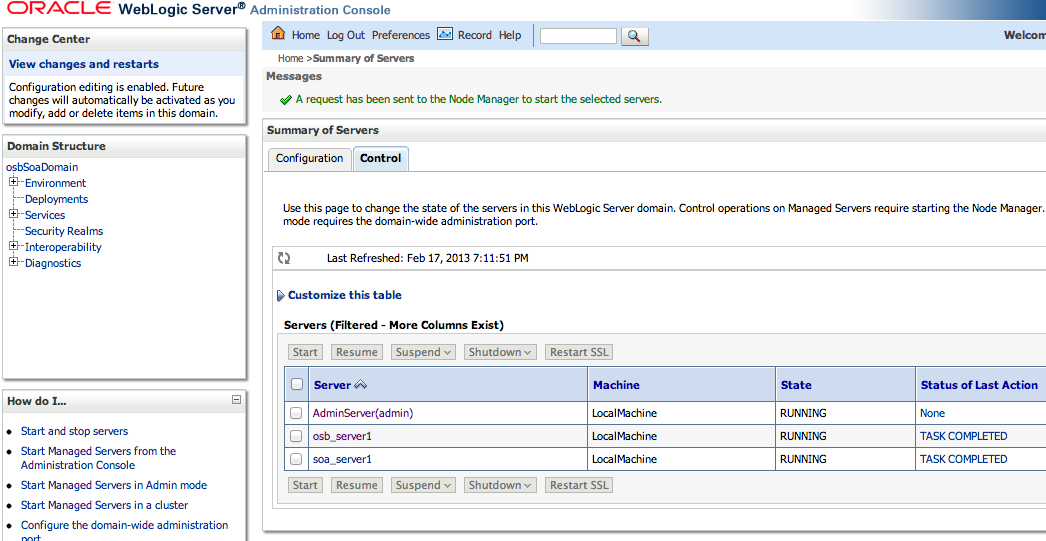 ORACLE WebLogic Server® Administration Console
Change Center
View changes and restarts
Configuration editing is enabled. Future
changes will automatically be activated as you
modify, add or delete items in this domain.
Domain Structure
osbSoaDomain
Environment
Deployments
Services
Security Realms
Interoperability
Diagnostics
How do I...
Start and stop servers
Start Managed Servers from the
Administration Console
Start Managed Servers in Admin mode
Start Managed Servers in a cluster
Configure the domain-wide administration
port
Home Log Out Preferences Record Help
Welcom
Home >Summary of Servers
Messages
A request has been sent to the Node Manager to start the selected servers.
Summary of Servers
Configuration Control
Use this page to change the state of the servers in this WebLogic Server domain. Control operations on Managed Servers require starting the Node Manager.
mode requires the domain-wide administration port.
Last Refreshed: Feb 17, 2013 7:11:51 PM
Customize this table
Servers (Filtered - More Columns Exist)
Start Resume Suspend Shutdown Restart SSL
Server Machine State Status of Last Action
AdminServer(admin) LocalMachine RUNNING None
osb_server1 LocalMachine RUNNING TASK COMPLETED
soa_server1 LocalMachine RUNNING TASK COMPLETED
Start Resume Suspend Shutdown Restart SSL